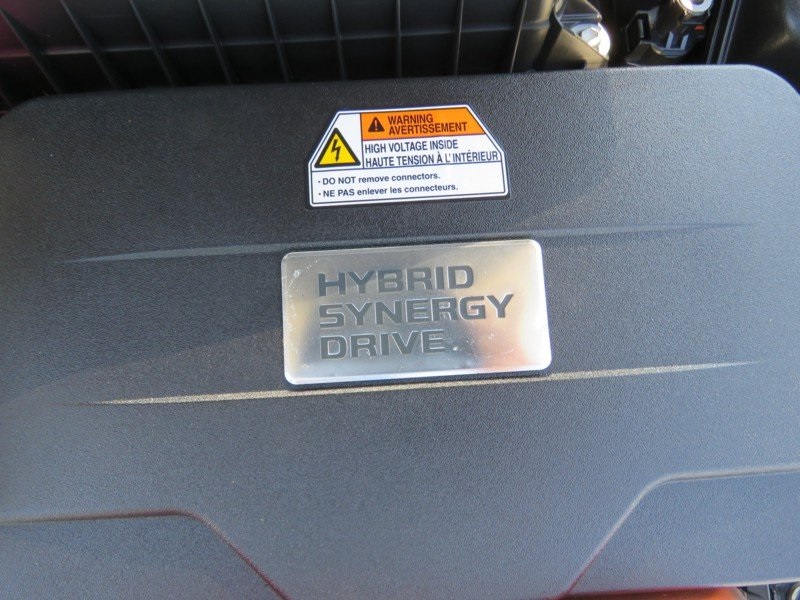 WARNING
AVERTISSEMENT
HIGH VOLTAGE INSIDE
HAUTE TENSION À L' INTÉRIEUR
· DO NOT remove connectors.
· NE PAS enlever les connecteurs.
HYBRID
SYNERGY
DRIVE